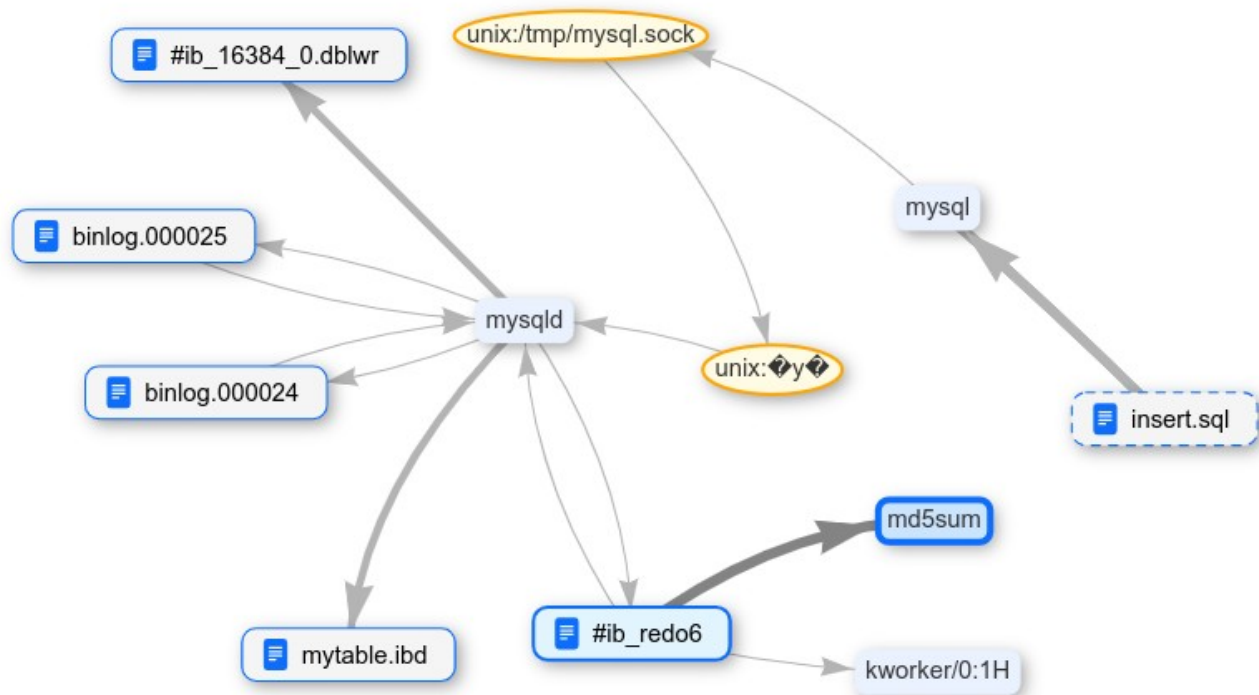 unix:/tmp/mysql.sock
#ib_16384_0.dblwr
mysql
binlog.000025
mysqld
unix:�y�
binlog.000024
insert.sql
md5sum
#ib_redo6
mytable.ibd
kworker/0:1H